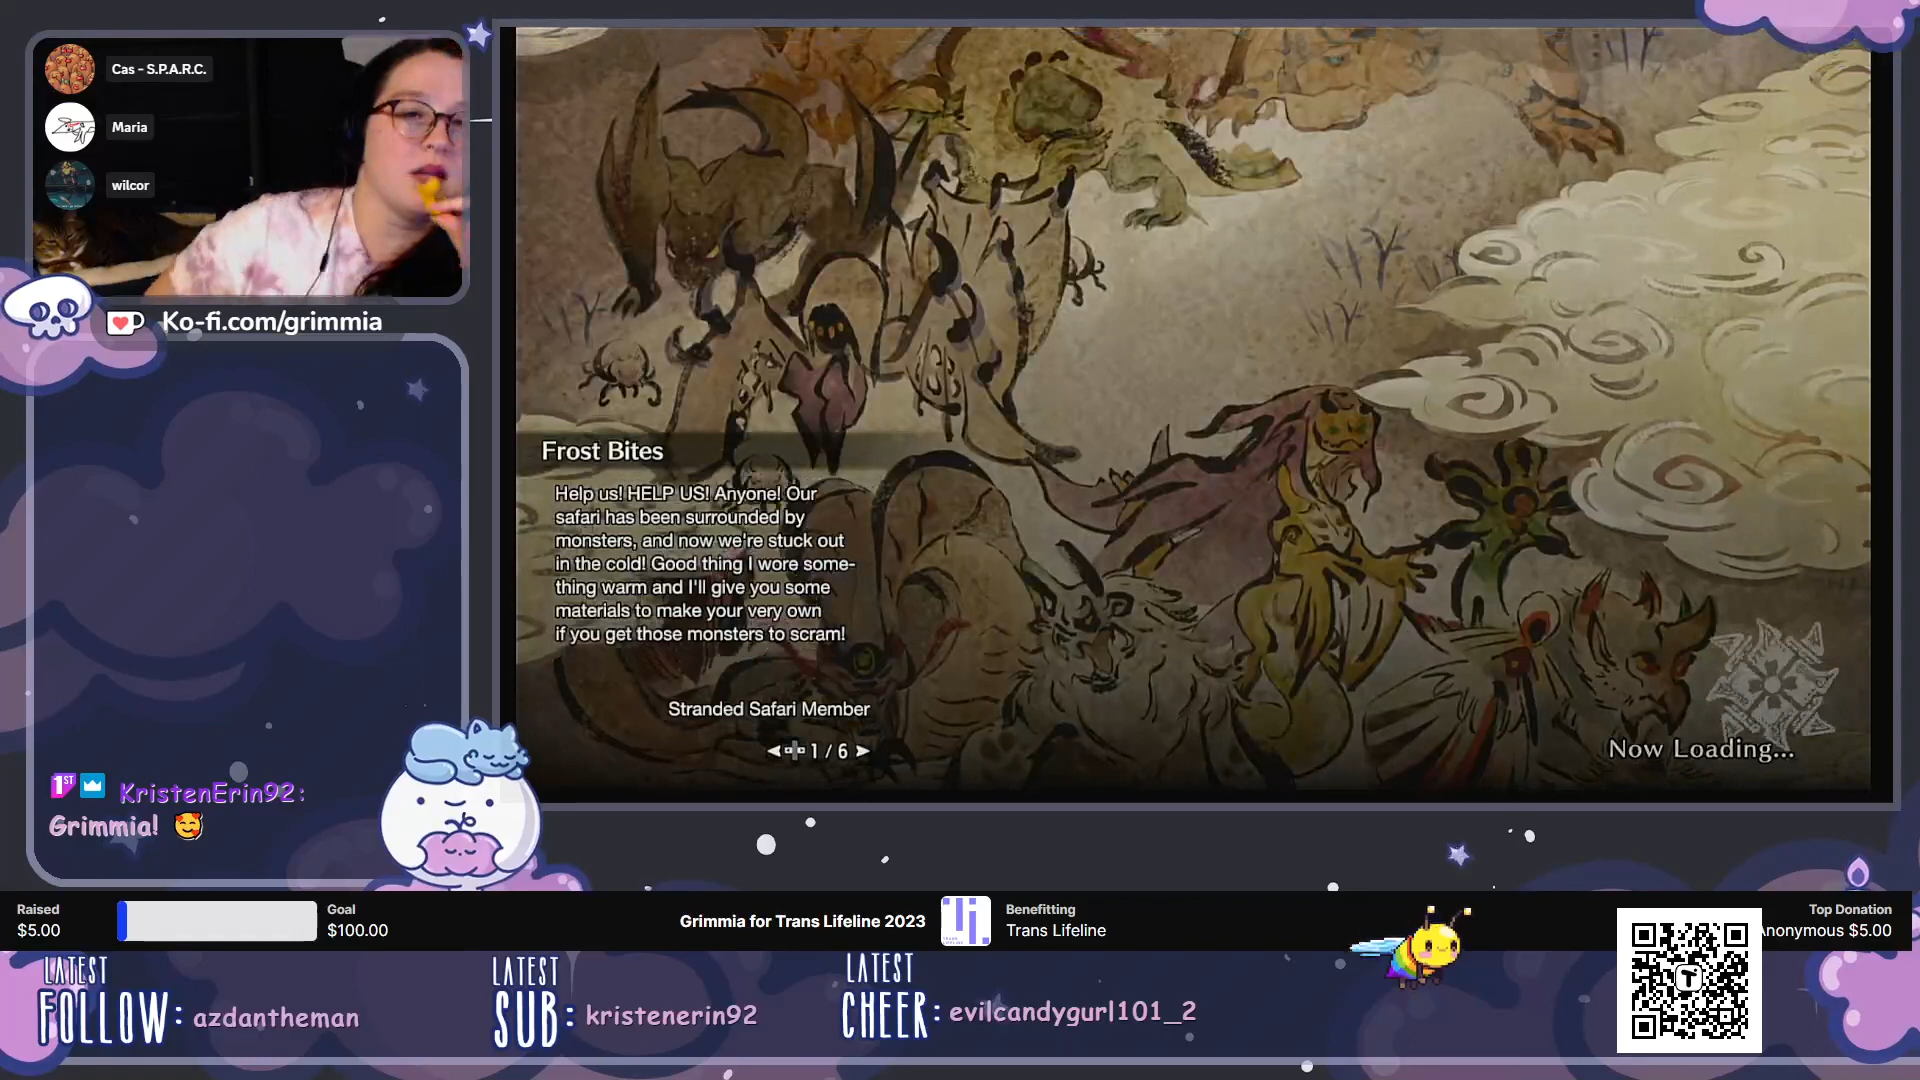 Cas - S.P.A.R.C.
Maria
wilcor
Ko-fi.com/grimmia
Frost Bites
Help us! HELP US! Anyone! Our
safari has been surrounded by
monsters, and now we're stuck out
in the cold! Good thing I wore some-
thing warm and I'll give you some
materials to make your very own
if you get those monsters to scram!
Stranded Safari Member
1 / 6
Now Loading...
1ST KristenErin92:
Grimmia!
Raised
$5.00
Goal
$100.00
Grimmia for Trans Lifeline 2023
Benefitting
Trans Lifeline
Top Donation
Anonymous $5.00
LATEST
FOLLOW: azdantheman
LATEST
SUB: kristenerin92
LATEST
CHEER: evilcandygurl101_2